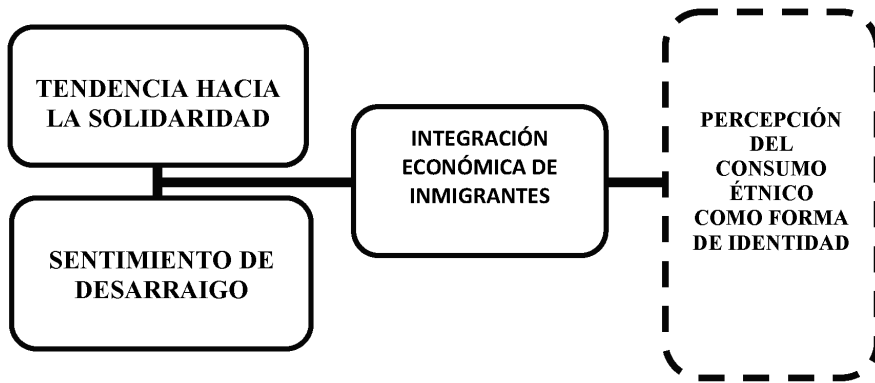 TENDENCIA HACIA
LA SOLIDARIDAD
SENTIMIENTO DE
DESARRAIGO
INTEGRACIÓN
ECONÓMICA DE
INMIGRANTES
PERCEPCIÓN
DEL
CONSUMO
ÉTNICO
COMO FORMA
DE IDENTIDAD